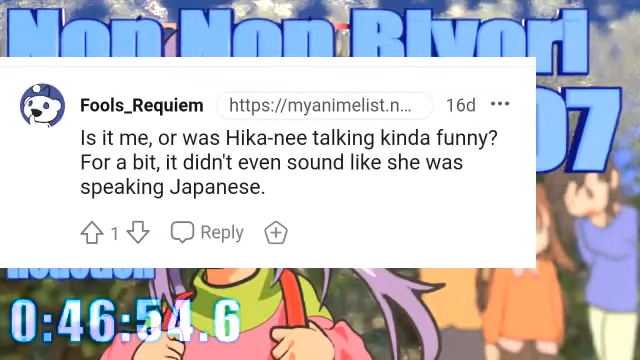 Non Non Biyori
07
Fools_Requiem https://myanimelist.n... 16d •••
Is it me, or was Hika-nee talking kinda funny?
For a bit, it didn't even sound like she was
speaking Japanese.
1 Reply
0:46:54.6